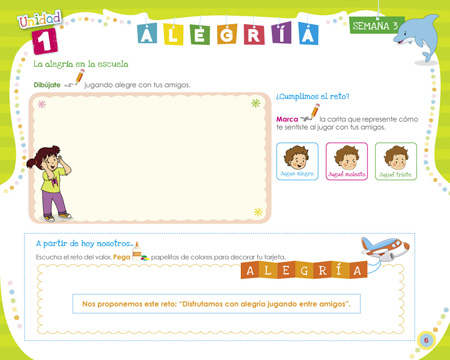 Unidad
1
ALEGRÍA
SEMANA 3
La alegría en la escuela
Dibújate jugando alegre con tus amigos.
¿Cumplimos el reto?
Marca la carita que represente cómo
te sentiste al jugar con tus amigos.
Jugué alegre. Jugué molesto. Jugué triste.
A partir de hoy nosotros...
Escucha el reto del valor. Pega papelitos de colores para decorar tu tarjeta.
ALEGRÍA
Nos proponemos este reto: "Disfrutamos con alegría jugando entre amigos".
6